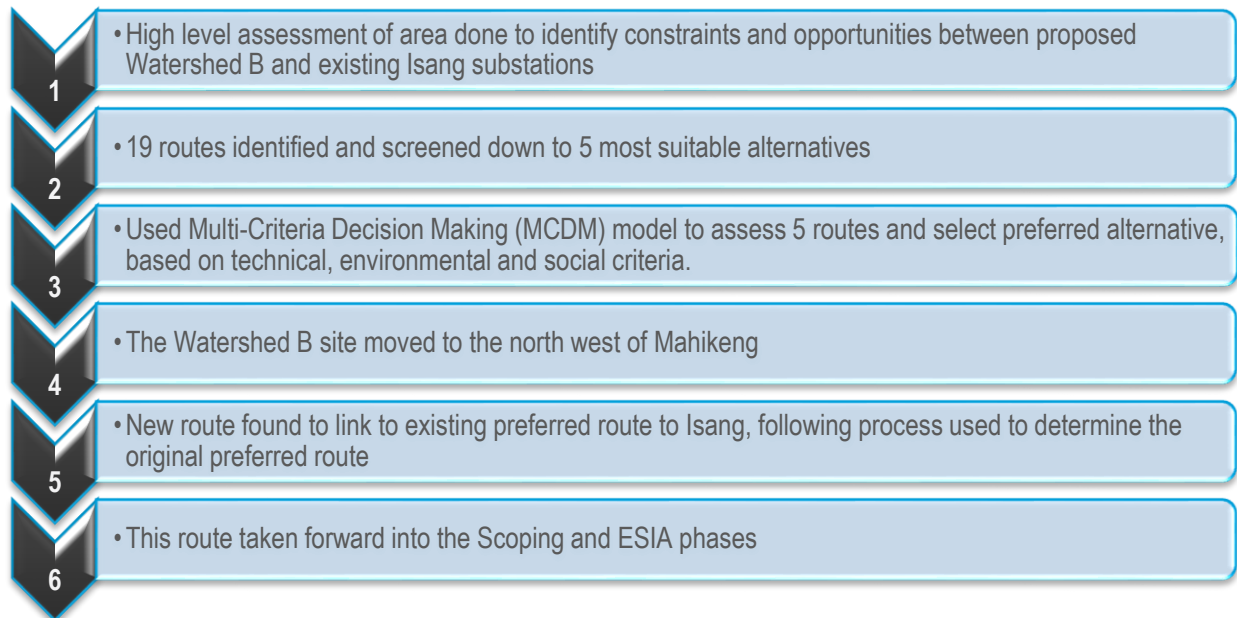 • High level assessment of area done to identify constraints and opportunities between proposed
Watershed B and existing Isang substations
1
• 19 routes identified and screened down to 5 most suitable alternatives
2
• Used Multi-Criteria Decision Making (MCDM) model to assess 5 routes and select preferred alternative,
based on technical, environmental and social criteria.
3
• The Watershed B site moved to the north west of Mahikeng
4
• New route found to link to existing preferred route to Isang, following process used to determine the
original preferred route
5
• This route taken forward into the Scoping and ESIA phases
6